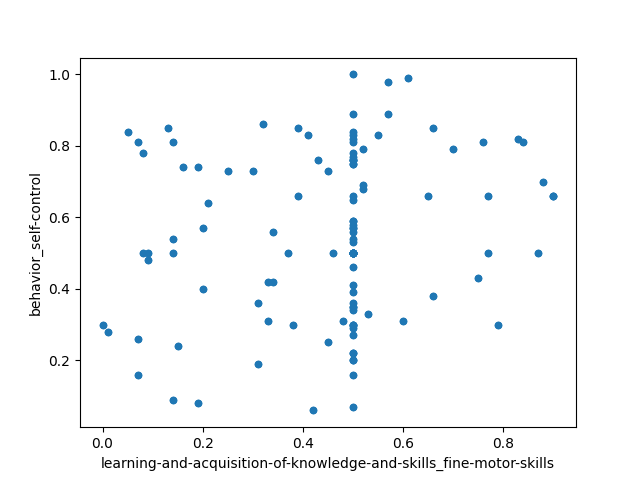 1.0
0.8
0.6
0.4
0.2
behavior_self-control
0.0 0.2 0.4 0.6 0.8
learning-and-acquisition-of-knowledge-and-skills_fine-motor-skills